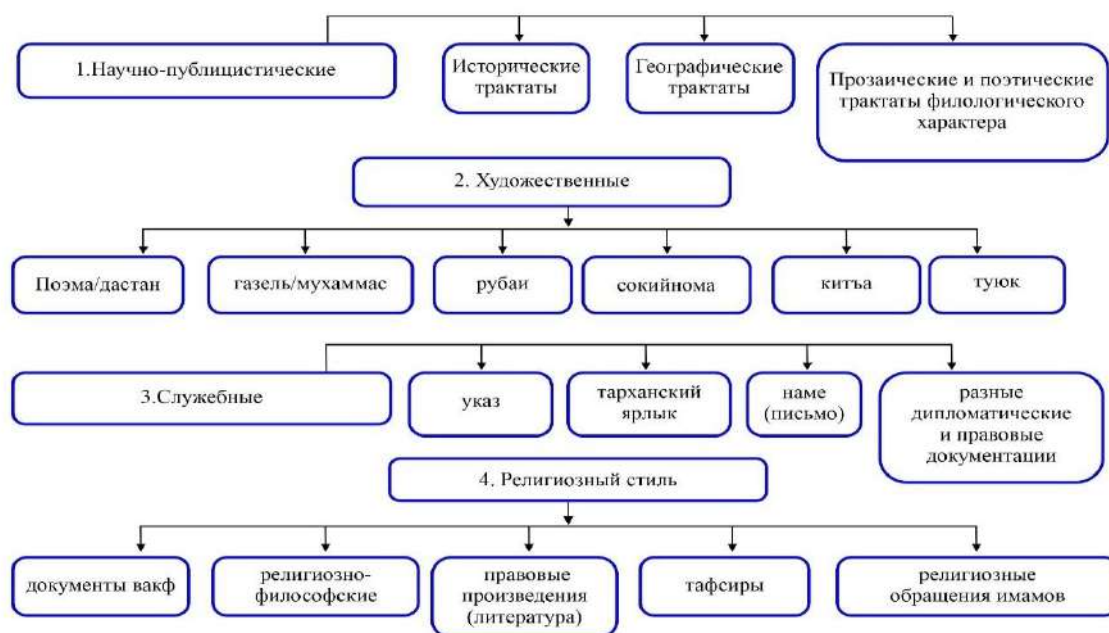 1.Научно-публицистические
Исторические
трактаты
Географические
трактаты
Прозаические и поэтические
трактаты филологического
характера
2. Художественные
Поэма/дастан
газель/мухаммас
рубаи
сокийнома
китъа
туюк
3.Служебные
указ
тарханский
ярлык
наме
(письмо)
разные
дипломатические
и правовые
документации
4. Религиозный стиль
документы вакф
религиозно-
философские
правовые
произведения
(литература)
тафсиры
религиозные
обращения имамов